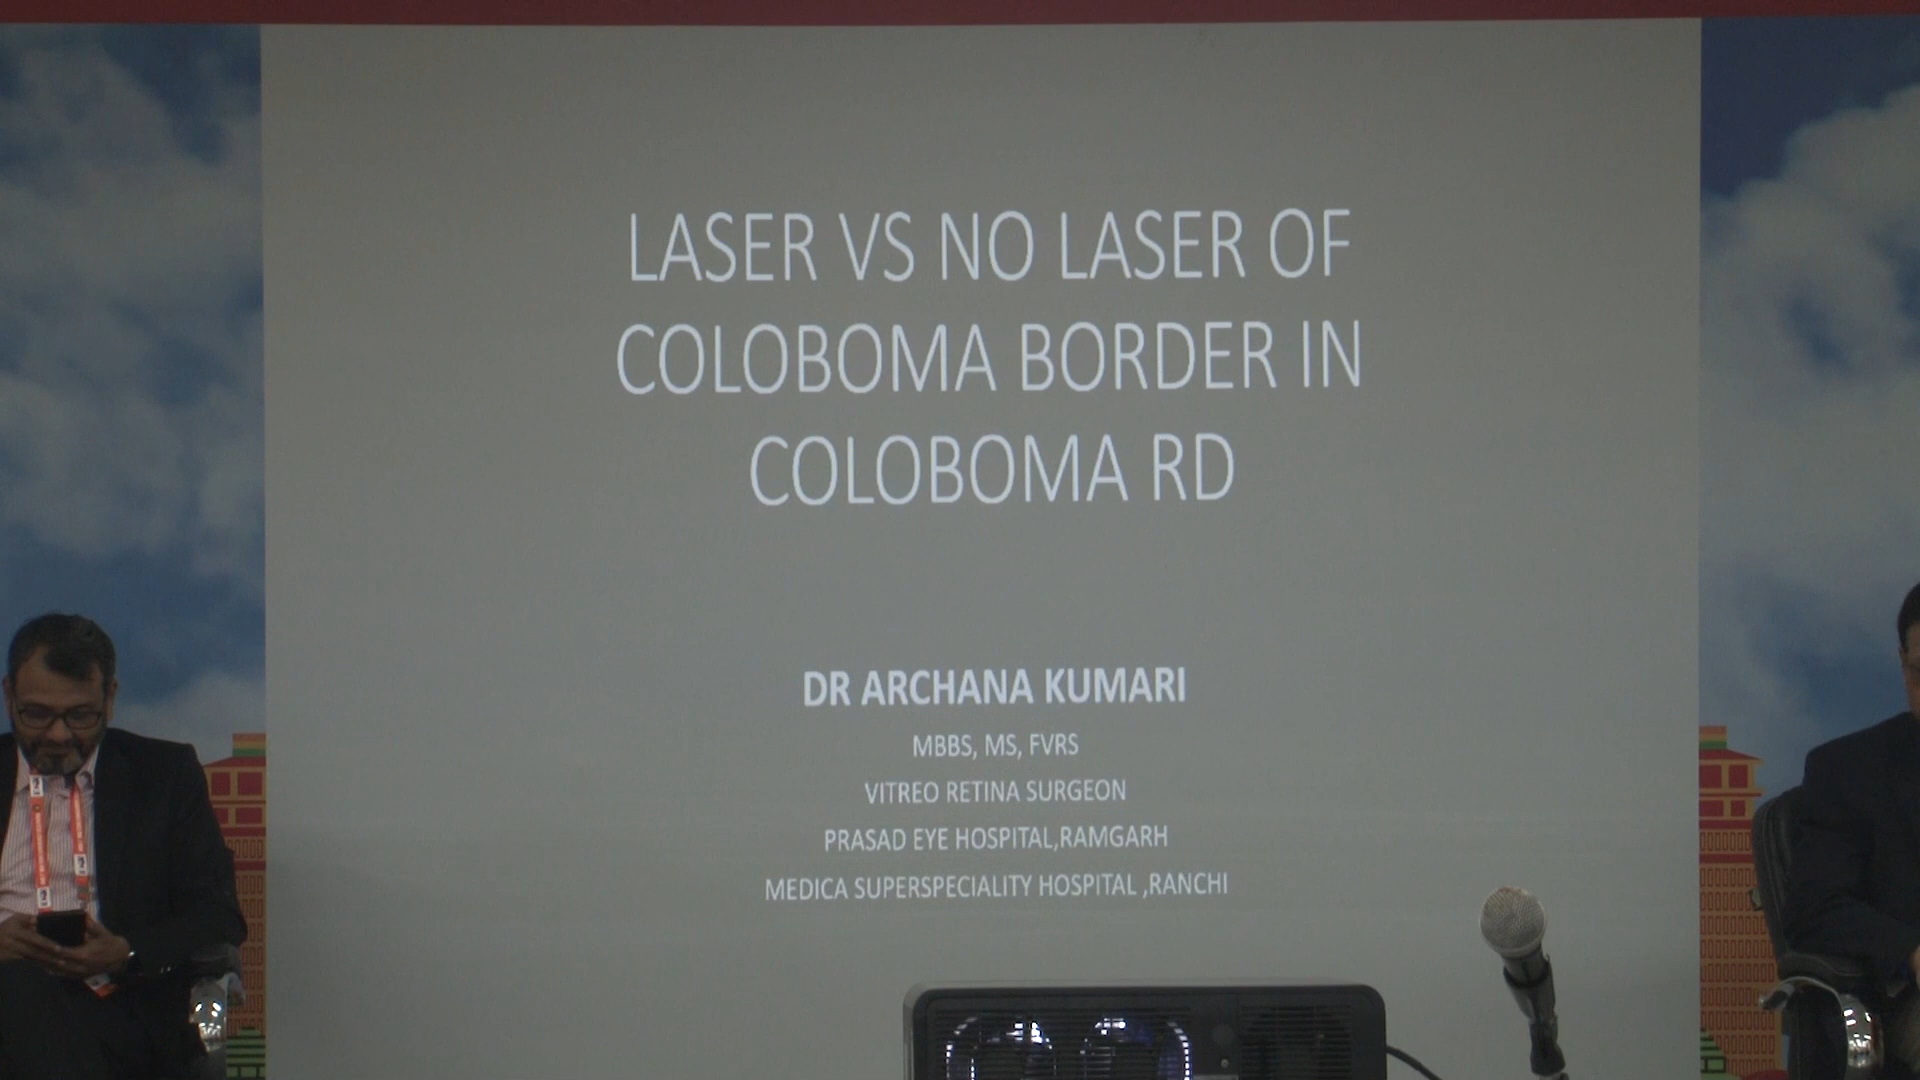 LASER VS NO LASER OF
COLOBOMA BORDER IN
COLOBOMA RD
DR ARCHANA KUMARI
MBBS, MS, FVRS
VITREO RETINA SURGEON
PRASAD EYE HOSPITAL,RAMGARH
MEDICA SUPERSPECIALITY HOSPITAL ,RANCHI